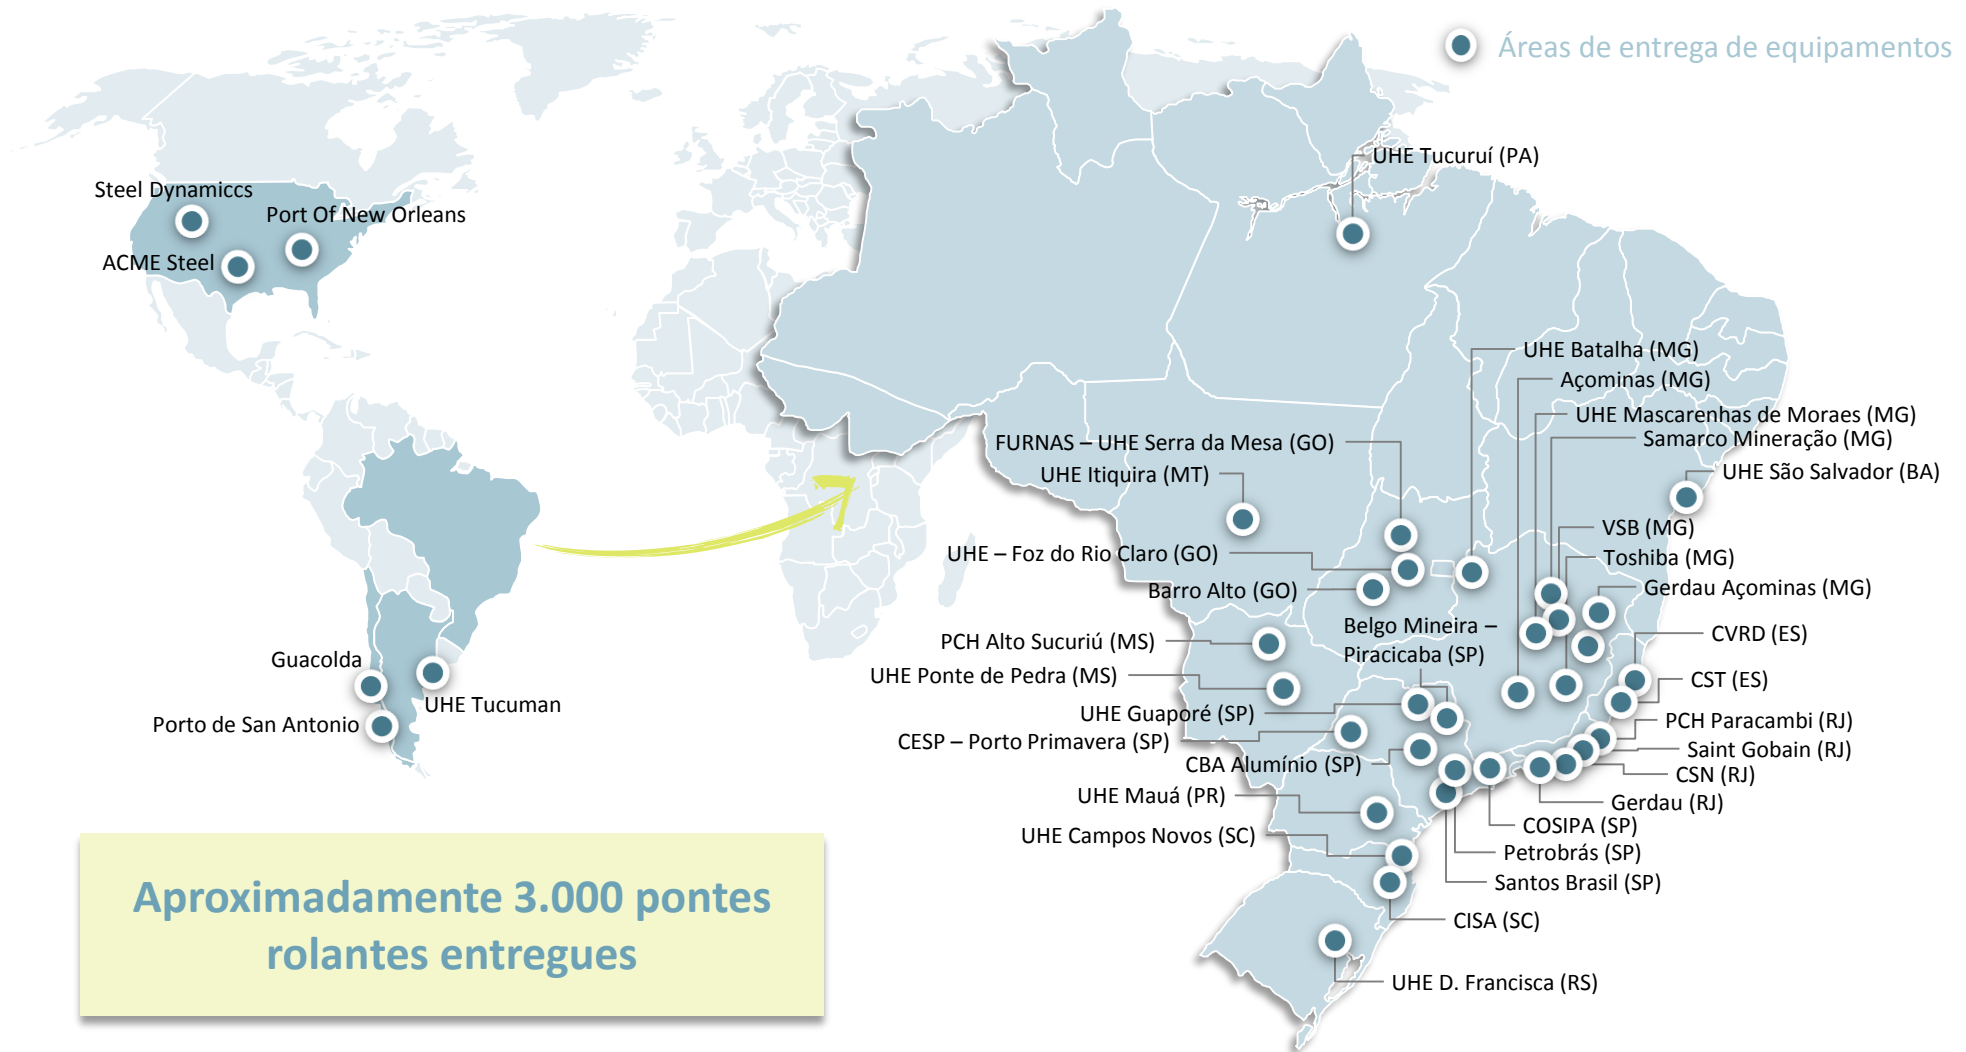 Áreas de entrega de equipamentos
UHE Tucuruí (PA)
Steel Dynamiccs
Port Of New Orleans
ACME Steel
UHE Batalha (MG)
Açominas (MG)
UHE Mascarenhas de Moraes (MG)
FURNAS – UHE Serra da Mesa (GO)
Samarco Mineração (MG)
UHE Itiquira (MT)
UHE São Salvador (BA)
VSB (MG)
UHE – Foz do Rio Claro (GO)
Toshiba (MG)
Barro Alto (GO)
Gerdau Açominas (MG)
Belgo Mineira –
Piracicaba (SP)
CVRD (ES)
PCH Alto Sucuriú (MS)
UHE Ponte de Pedra (MS)
CST (ES)
Guacolda
UHE Tucuman
Porto de San Antonio
UHE Guaporé (SP)
PCH Paracambi (RJ)
CESP – Porto Primavera (SP)
Saint Gobain (RJ)
CBA Alumínio (SP)
CSN (RJ)
UHE Mauá (PR)
Gerdau (RJ)
COSIPA (SP)
UHE Campos Novos (SC)
Petrobrás (SP)
Santos Brasil (SP)
CISA (SC)
UHE D. Francisca (RS)
Aproximadamente 3.000 pontes
rolantes entregues